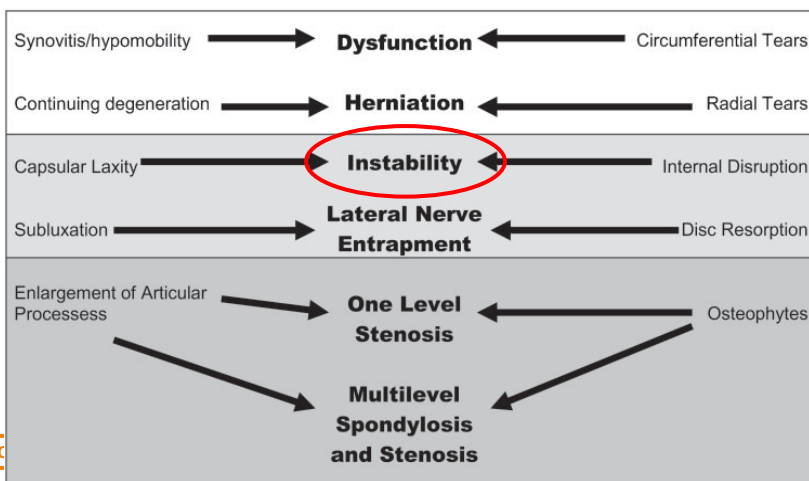 Synovitis/hypomobility Dysfunction Circumferential Tears
Continuing degeneration Herniation Radial Tears
Capsular Laxity Instability Internal Disruption
Subluxation Lateral Nerve Entrapment Disc Resorption
Enlargement of Articular
Processess
One Level
Stenosis
Osteophytes
Multilevel
Spondylosis
and Stenosis